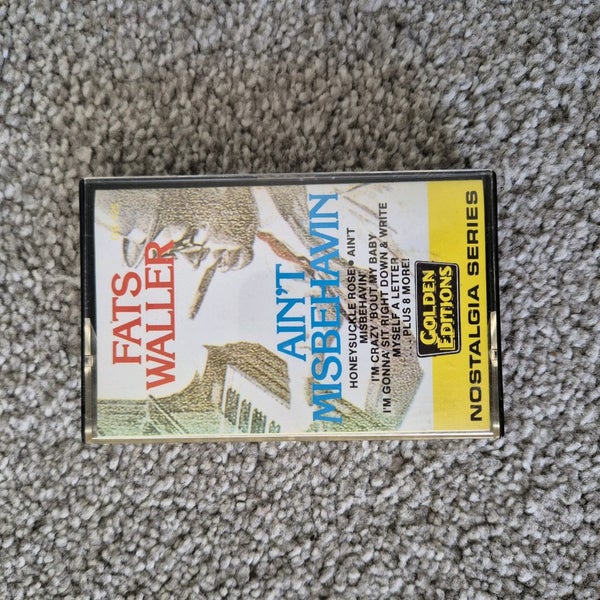 FATS
WALLER
AIN'T
MISBEHAVIN
HONEYSUCKLE ROSE • AIN'T
MISBEHAVIN'
I'M CRAZY 'BOUT MY BABY
I'M GONNA SIT RIGHT DOWN & WRITE
MYSELF A LETTER
. . . PLUS 8 MORE!
GOLDEN
EDITIONS
NOSTALGIA SERIES